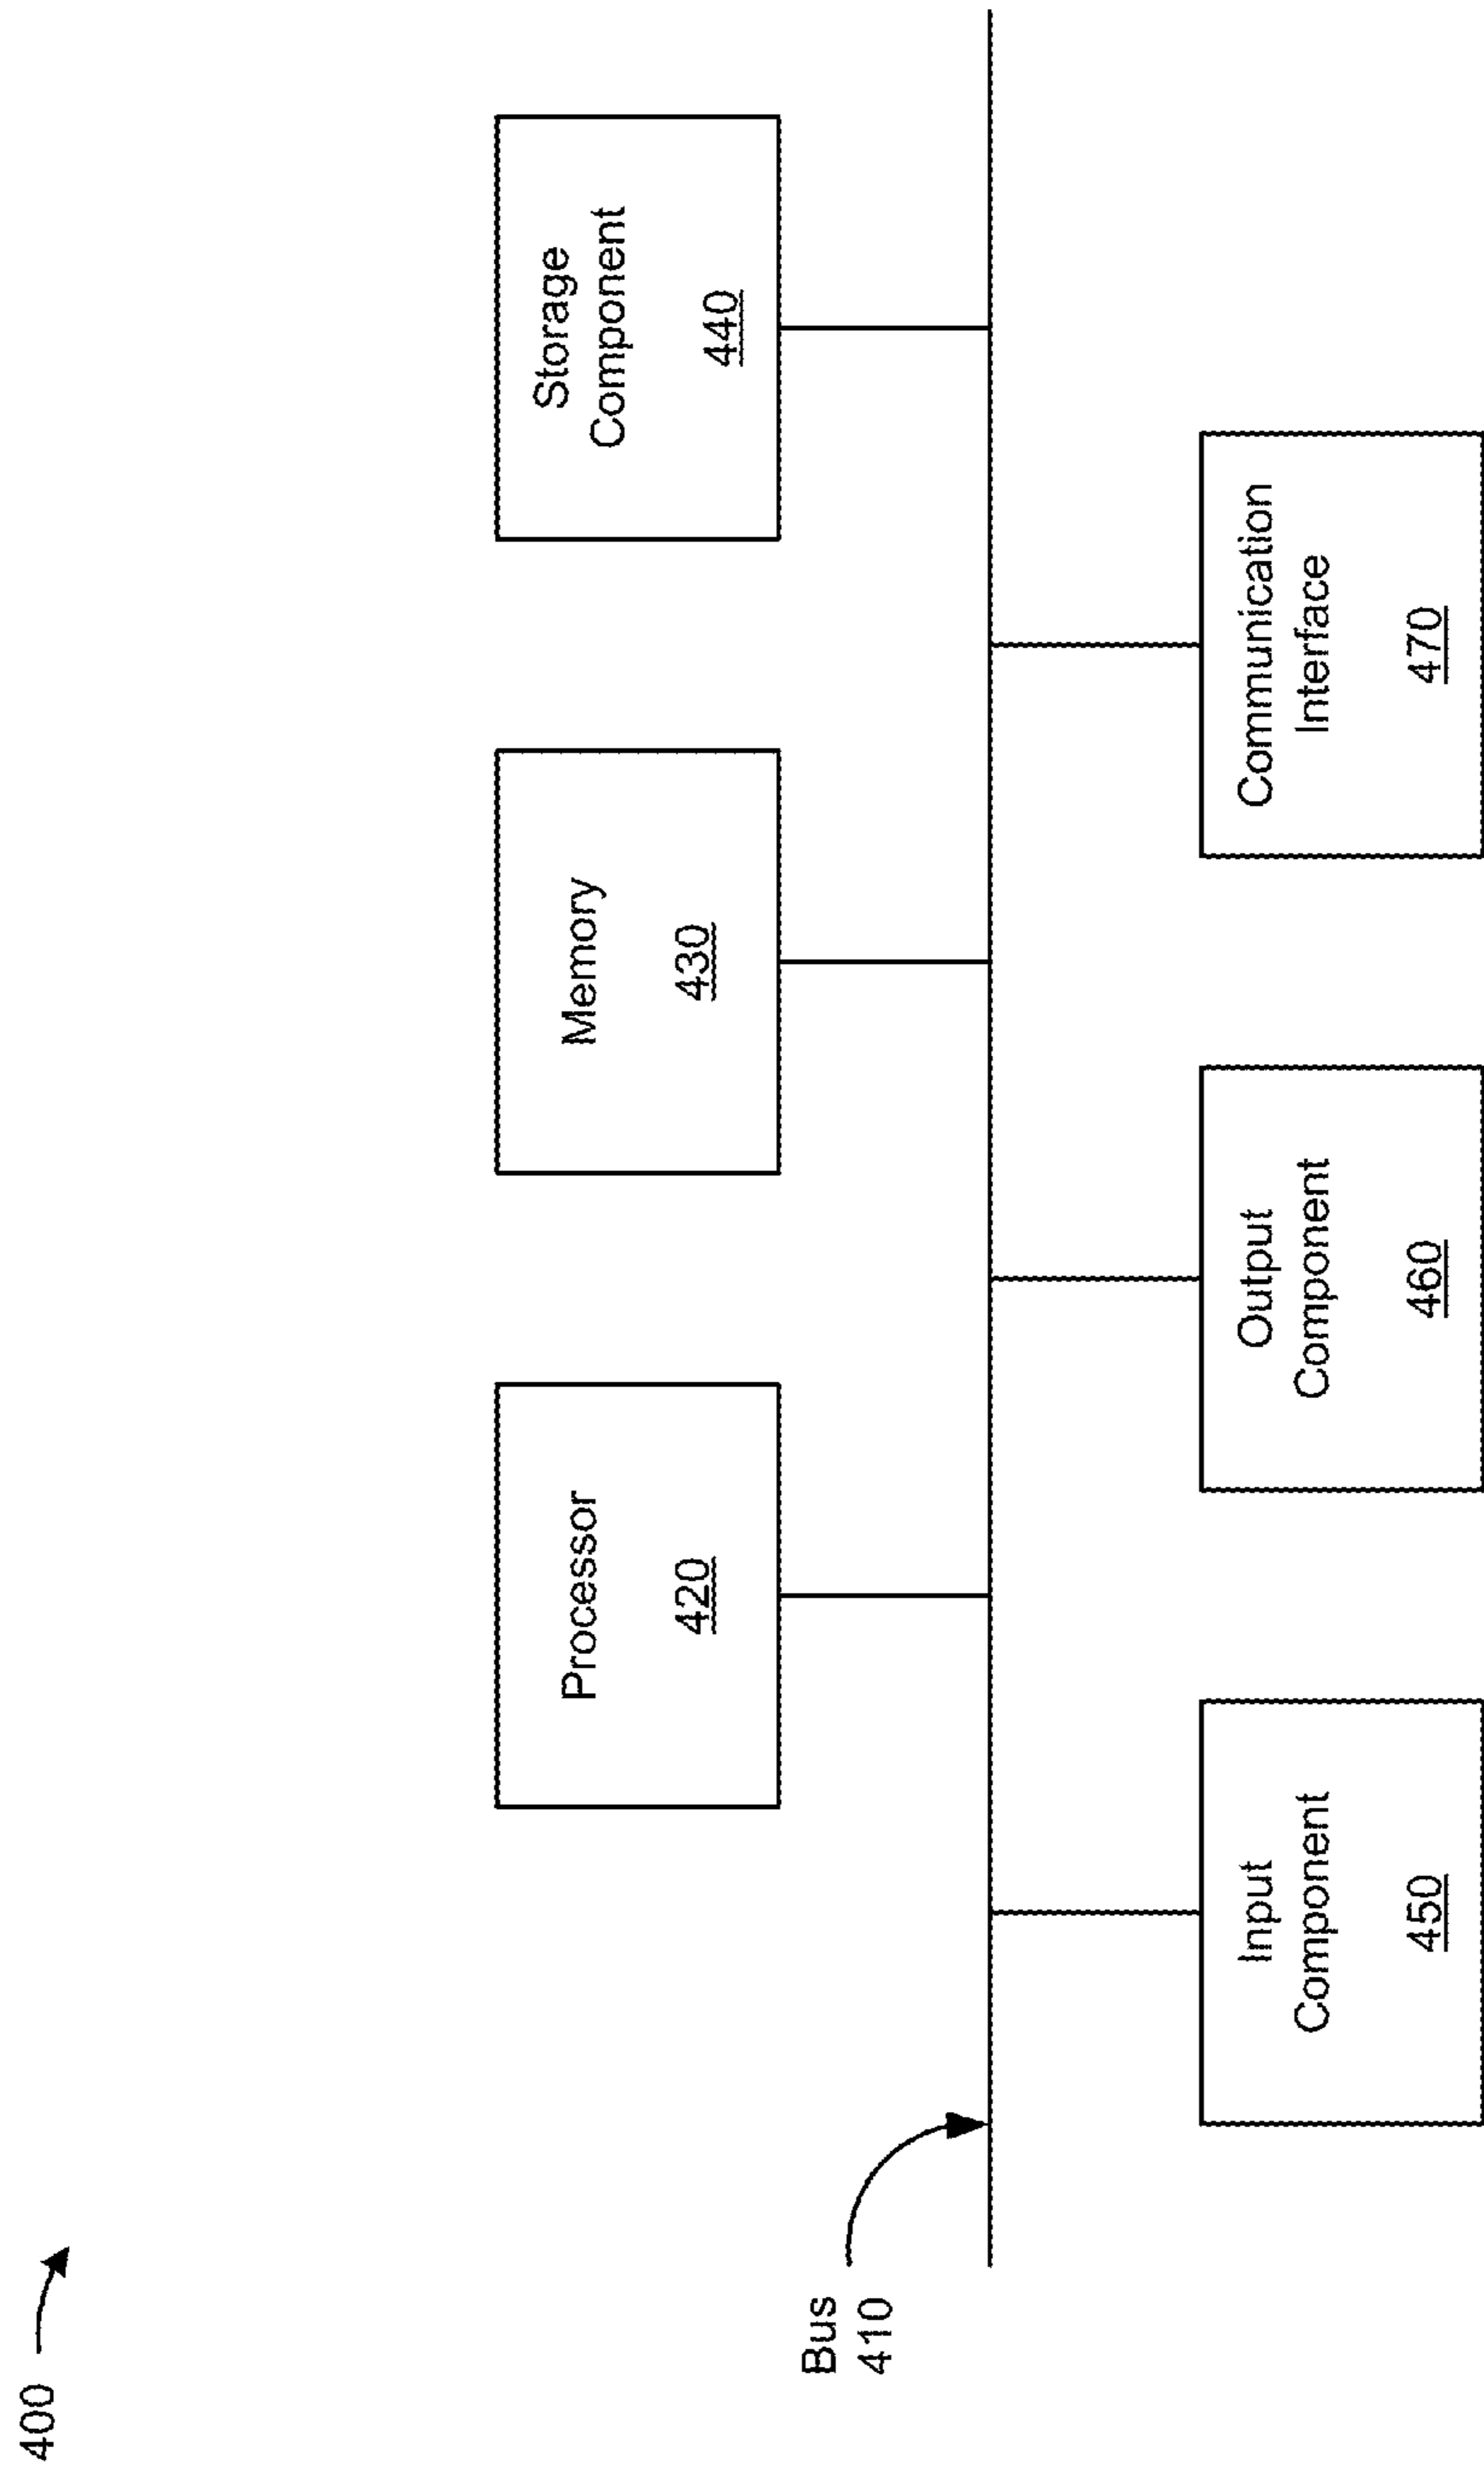 400
Processor
420
Memory
430
Storage
Component
440
Bus
410
Input
Component
450
Output
Component
460
Communication
Interface
470